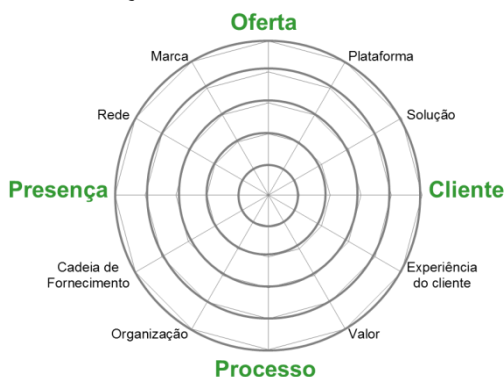 Oferta
Marca
Plataforma
Rede
Solução
Presença
Cliente
Cadeia de
Fornecimento
Experiência
do cliente
Organização
Valor
Processo